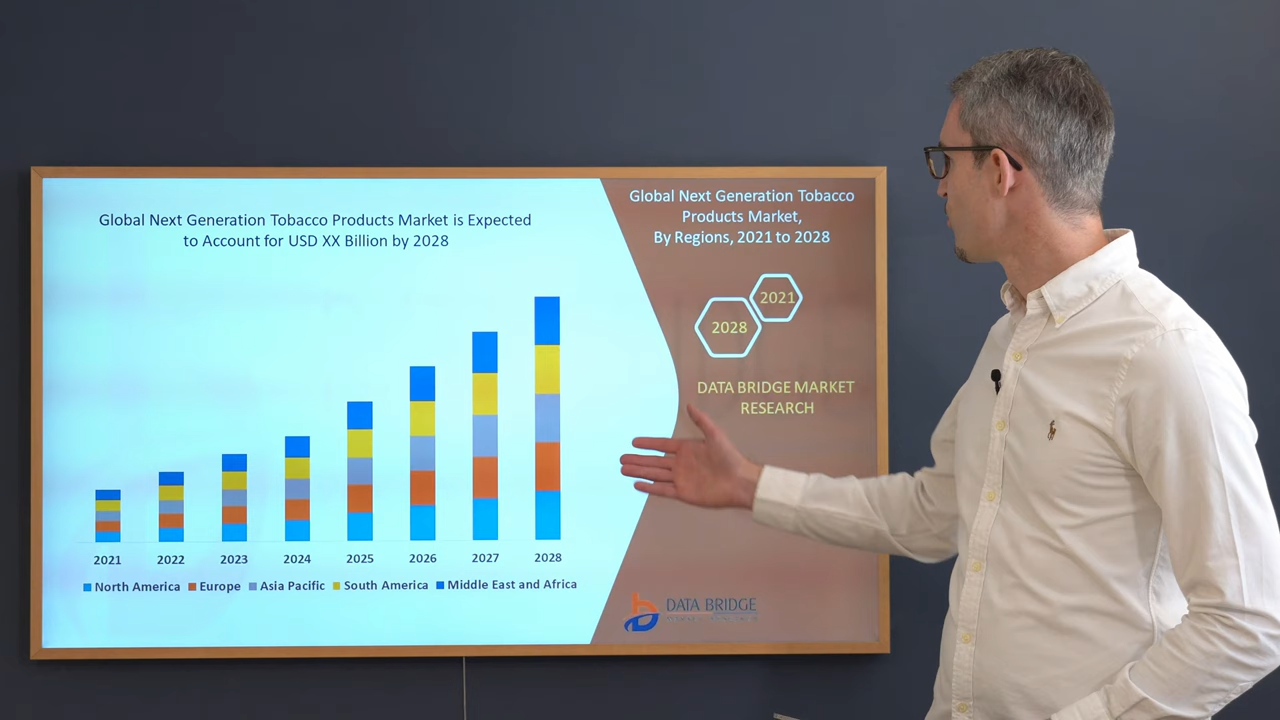 Global Next Generation Tobacco Products Market is Expected
to Account for USD XX Billion by 2028
2021
2022
2023
2024
2025
2026
2027
2028
North America
Europe
Asia Pacific
South America
Middle East and Africa
Global Next Generation Tobacco
Products Market,
By Regions, 2021 to 2028
2021
2028
DATA BRIDGE MARKET
RESEARCH
DATA BRIDGE